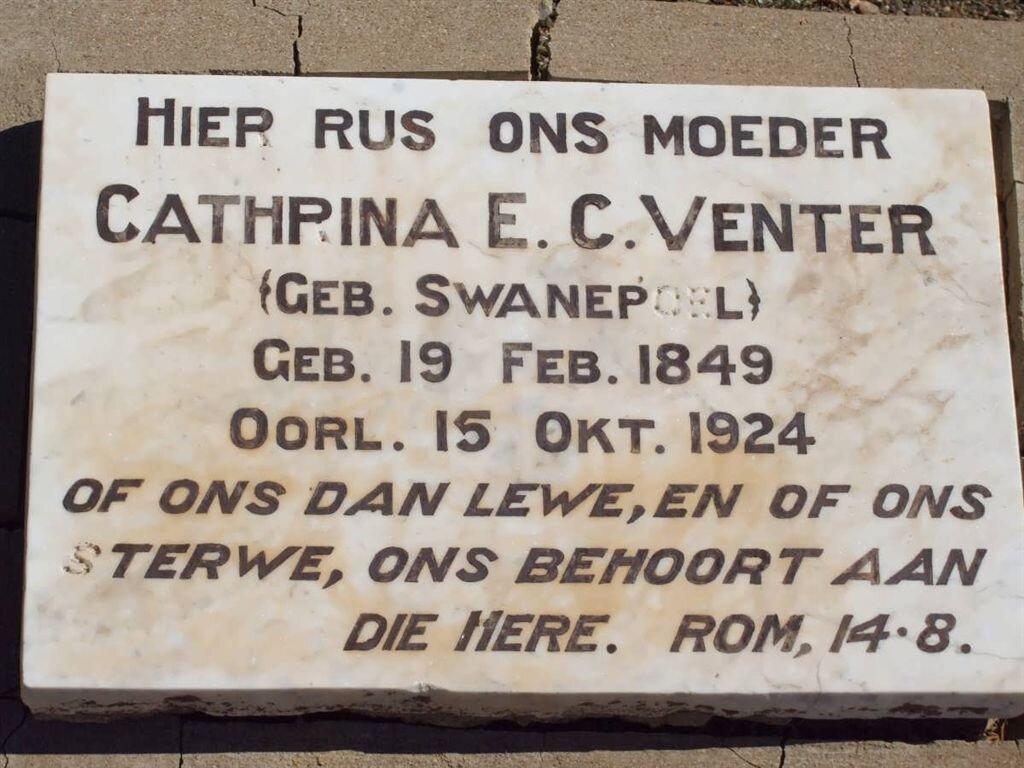 HIER RUS ONS MOEDER
CATHRINA E. C. VENTER
(GEB. SWANEPOEL)
GEB. 19 FEB. 1849
OORL. 15 OKT. 1924
OF ONS DAN LEWE, EN OF ONS
STERWE, ONS BEHOORT AAN
DIE HERE. ROM, 14·8.